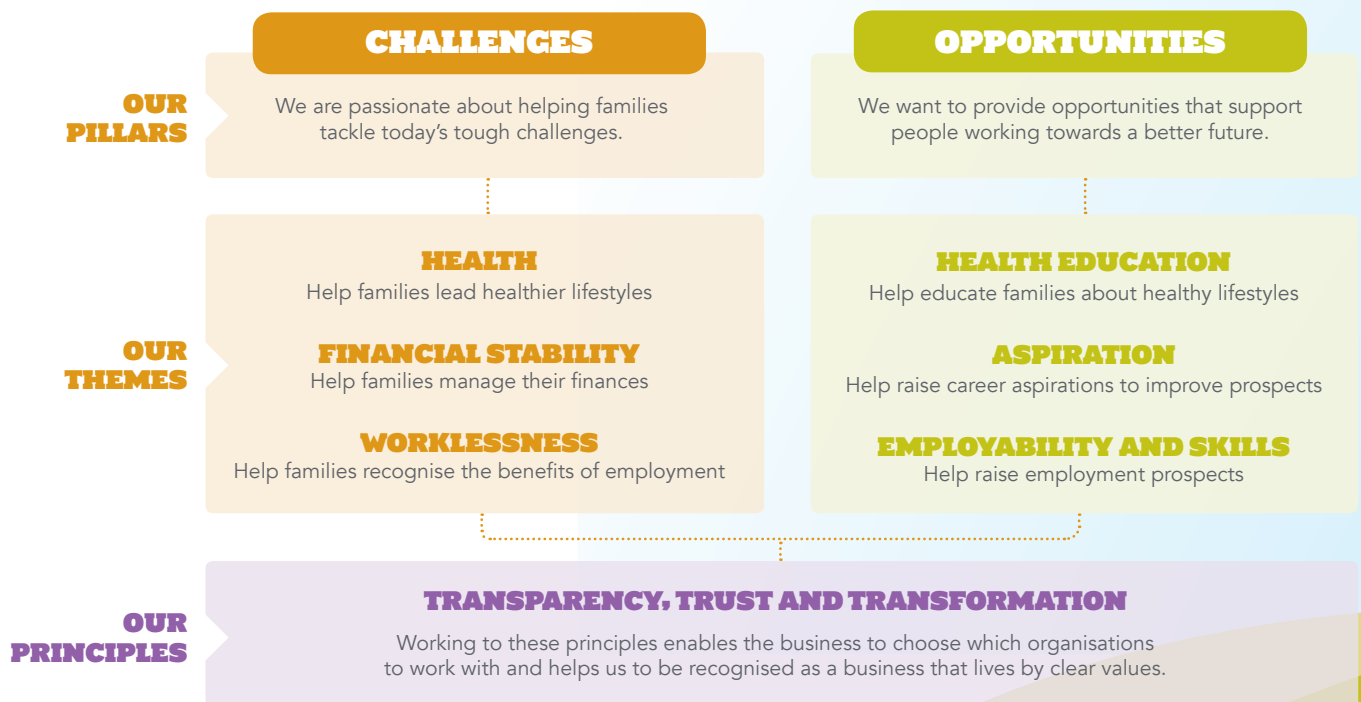 CHALLENGES
OUR
PILLARS
We are passionate about helping families
tackle today's tough challenges.
OPPORTUNITIES
We want to provide opportunities that support
people working towards a better future.
OUR
THEMES
HEALTH
Help families lead healthier lifestyles
FINANCIAL STABILITY
Help families manage their finances
WORKLESSNESS
Help families recognise the benefits of employment
HEALTH EDUCATION
Help educate families about healthy lifestyles
ASPIRATION
Help raise career aspirations to improve prospects
EMPLOYABILITY AND SKILLS
Help raise employment prospects
OUR
PRINCIPLES
TRANSPARENCY, TRUST AND TRANSFORMATION
Working to these principles enables the business to choose which organisations
to work with and helps us to be recognised as a business that lives by clear values.